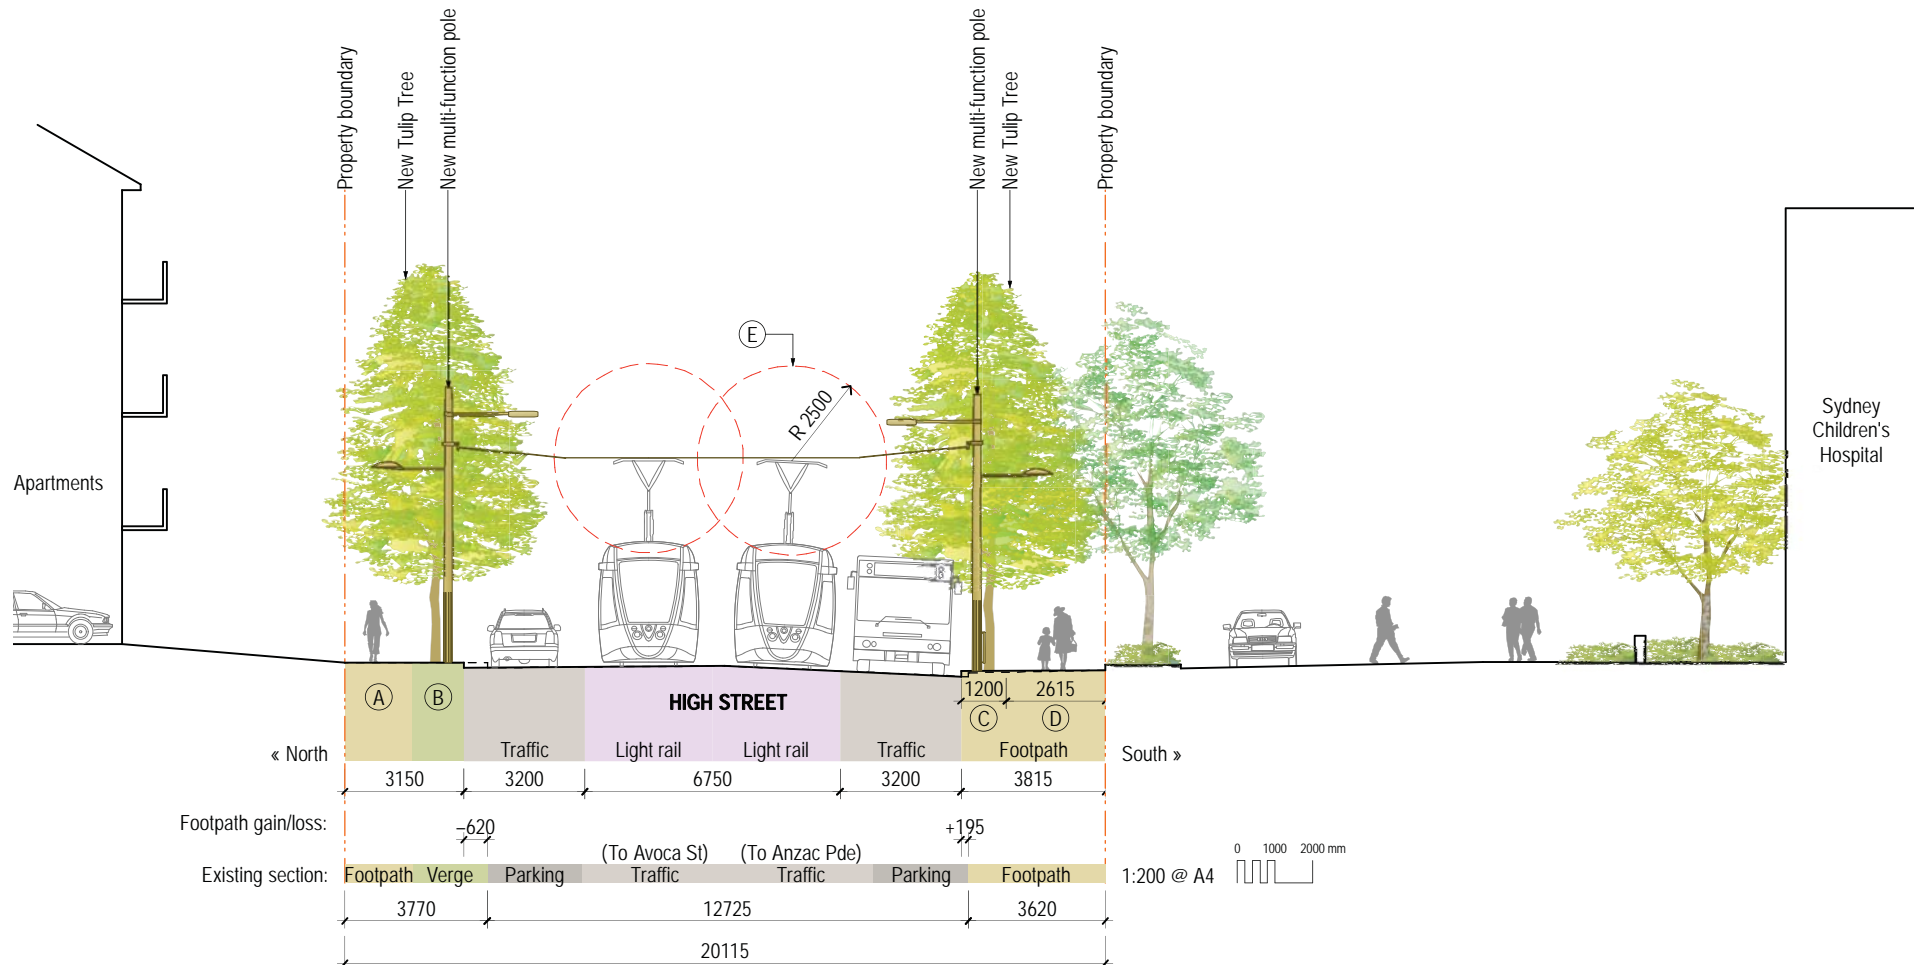 Property boundary
New Tulip Tree
New multi-function pole
New multi-function pole
New Tulip Tree
Property boundary
E
R 2500
Apartments
Sydney
Children's
Hospital
A
B
HIGH STREET
1200
2615
C
D
« North
Traffic
Light rail
Light rail
Traffic
Footpath
South »
3150
3200
6750
3200
3815
Footpath gain/loss:
–620
+195
(To Avoca St)
(To Anzac Pde)
Existing section:
Footpath
Verge
Parking
Traffic
Traffic
Parking
Footpath
1:200 @ A4
0
1000
2000 mm
3770
12725
3620
20115